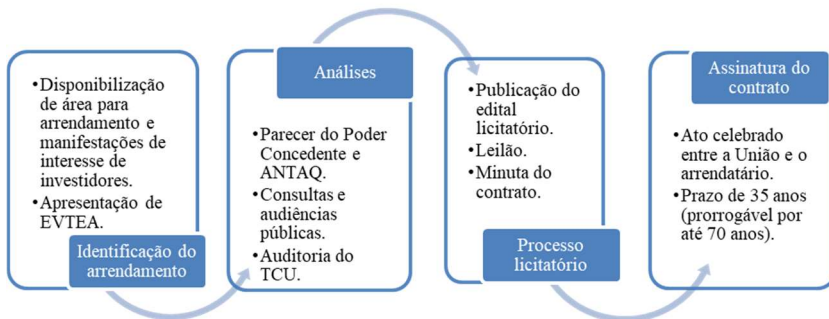 •Disponibilização
de área para
arrendamento e
manifestações de
interesse de
investidores.
•Apresentação de
EVTEA.
Identificação do
arrendamento
Análises
•Parecer do Poder
Concedente e
ANTAQ.
•Consultas e
audiências
públicas.
•Auditoria do
TCU.
•Publicação do
edital
licitatório.
•Leilão.
•Minuta do
contrato.
Processo
licitatório
Assinatura do
contrato
•Ato celebrado
entre a União e o
arrendatário.
•Prazo de 35 anos
(prorrogável por
até 70 anos).